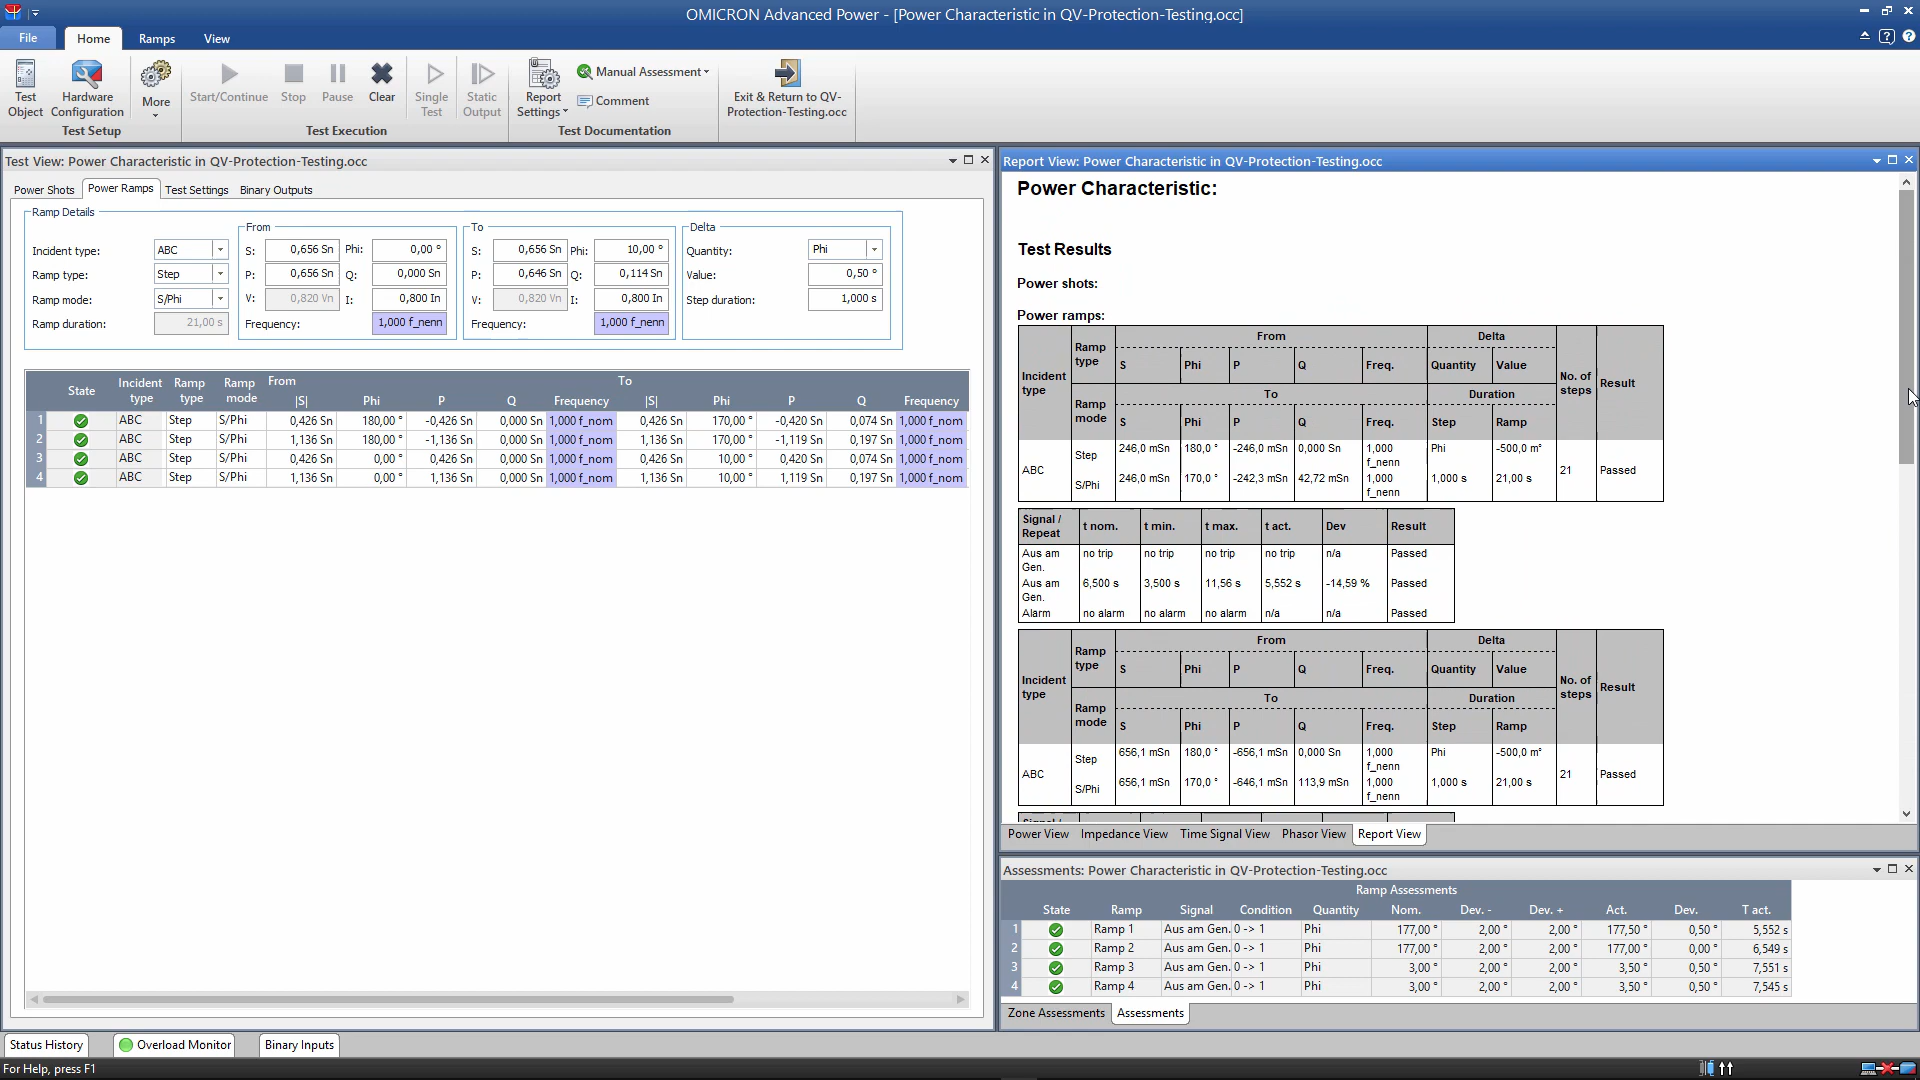 OMICRON Advanced Power - [Power Characteristic in QV-Protection-Testing.occ]
File Home Ramps View
Test Object Hardware Configuration More Start/Continue Stop Pause Clear Single Test Static Output Report Settings Manual Assessment Comment Exit & Return to QV-Protection-Testing.occ
Test Setup Test Execution Test Documentation
Test View: Power Characteristic in QV-Protection-Testing.occ
Power Shots Power Ramps Test Settings Binary Outputs
Ramp Details
From To Delta
Incident type: ABC S: 0,656 Sn Phi: 0,00 ° S: 0,656 Sn Phi: 10,00 ° Quantity: Phi
Ramp type: Step P: 0,656 Sn Q: 0,000 Sn P: 0,646 Sn Q: 0,114 Sn Value: 0,50 °
Ramp mode: S/Phi V: 0,820 Vn I: 0,800 In V: 0,820 Vn I: 0,800 In Step duration: 1,000 s
Ramp duration: 21,00 s Frequency: 1,000 f_nenn Frequency: 1,000 f_nenn
State Incident type Ramp type Ramp mode From To
|S| Phi P Q Frequency |S| Phi P Q Frequency
1 ABC Step S/Phi 0,426 Sn 180,00 ° -0,426 Sn 0,000 Sn 1,000 f_nom 0,426 Sn 170,00 ° -0,420 Sn 0,074 Sn 1,000 f_nom
2 ABC Step S/Phi 1,136 Sn 180,00 ° -1,136 Sn 0,000 Sn 1,000 f_nom 1,136 Sn 170,00 ° -1,119 Sn 0,197 Sn 1,000 f_nom
3 ABC Step S/Phi 0,426 Sn 0,00 ° 0,426 Sn 0,000 Sn 1,000 f_nom 0,426 Sn 10,00 ° 0,420 Sn 0,074 Sn 1,000 f_nom
4 ABC Step S/Phi 1,136 Sn 0,00 ° 1,136 Sn 0,000 Sn 1,000 f_nom 1,136 Sn 10,00 ° 1,119 Sn 0,197 Sn 1,000 f_nom
Report View: Power Characteristic in QV-Protection-Testing.occ
Power Characteristic:
Test Results
Power shots:
Power ramps:
Incident type Ramp type From Delta No. of steps Result
S Phi P Q Freq. Quantity Value
Ramp mode To Duration
S Phi P Q Freq. Step Ramp
ABC Step 246,0 mSn 180,0 ° -246,0 mSn 0,000 Sn 1,000 f_nenn Phi -500,0 m° 21 Passed
S/Phi 246,0 mSn 170,0 ° -242,3 mSn 42,72 mSn 1,000 f_nenn 1,000 s 21,00 s
Signal / Repeat t nom. t min. t max. t act. Dev Result
Aus am Gen. no trip no trip no trip no trip n/a Passed
Aus am Gen. 6,500 s 3,500 s 11,56 s 5,552 s -14,59 % Passed
Alarm no alarm no alarm no alarm n/a n/a Passed
Incident type Ramp type From Delta No. of steps Result
S Phi P Q Freq. Quantity Value
Ramp mode To Duration
S Phi P Q Freq. Step Ramp
ABC Step 656,1 mSn 180,0 ° -656,1 mSn 0,000 Sn 1,000 f_nenn Phi -500,0 m° 21 Passed
S/Phi 656,1 mSn 170,0 ° -646,1 mSn 113,9 mSn 1,000 f_nenn 1,000 s 21,00 s
Power View Impedance View Time Signal View Phasor View Report View
Assessments: Power Characteristic in QV-Protection-Testing.occ
Ramp Assessments
State Ramp Signal Condition Quantity Nom. Dev. - Dev. + Act. Dev. T act.
1 Ramp 1 Aus am Gen. 0 -> 1 Phi 177,00 ° 2,00 ° 2,00 ° 177,50 ° 0,50 ° 5,552 s
2 Ramp 2 Aus am Gen. 0 -> 1 Phi 177,00 ° 2,00 ° 2,00 ° 177,00 ° 0,00 ° 6,549 s
3 Ramp 3 Aus am Gen. 0 -> 1 Phi 3,00 ° 2,00 ° 2,00 ° 3,50 ° 0,50 ° 7,551 s
4 Ramp 4 Aus am Gen. 0 -> 1 Phi 3,00 ° 2,00 ° 2,00 ° 3,50 ° 0,50 ° 7,545 s
Zone Assessments Assessments
Status History Overload Monitor Binary Inputs
For Help, press F1